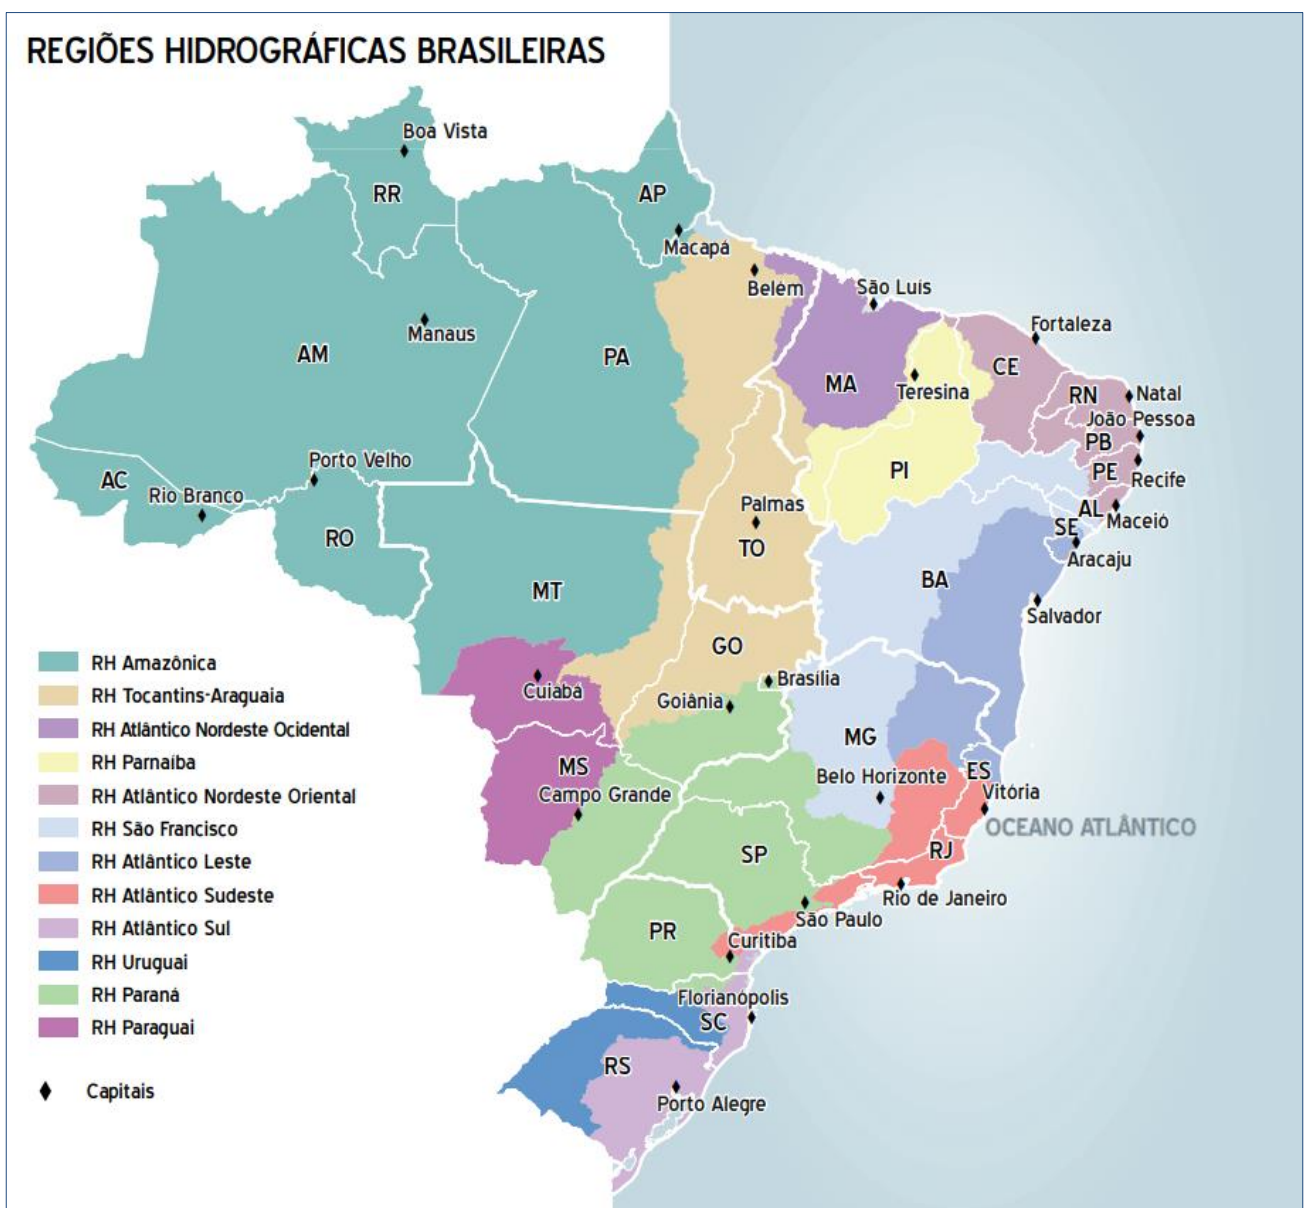 REGIÕES HIDROGRÁFICAS BRASILEIRAS
Boa Vista
RR
AP
Macapá
Belém
São Luís
Fortaleza
Manaus
AM
PA
MA
Teresina
CE
RN
Natal
João Pessoa
PB
Porto Velho
PI
PE
Recife
AC
Rio Branco
Palmas
AL
Maceió
RO
TO
SE
Aracaju
MT
BA
Salvador
GO
Cuiabá
Goiânia
Brasília
MG
MS
Belo Horizonte
ES
Vitória
Campo Grande
OCEANO ATLÂNTICO
SP
RJ
Rio de Janeiro
São Paulo
PR
Curitiba
Florianópolis
SC
RS
Porto Alegre
RH Amazônica
RH Tocantins-Araguaia
RH Atlântico Nordeste Ocidental
RH Parnaíba
RH Atlântico Nordeste Oriental
RH São Francisco
RH Atlântico Leste
RH Atlântico Sudeste
RH Atlântico Sul
RH Uruguai
RH Paraná
RH Paraguai
Capitais